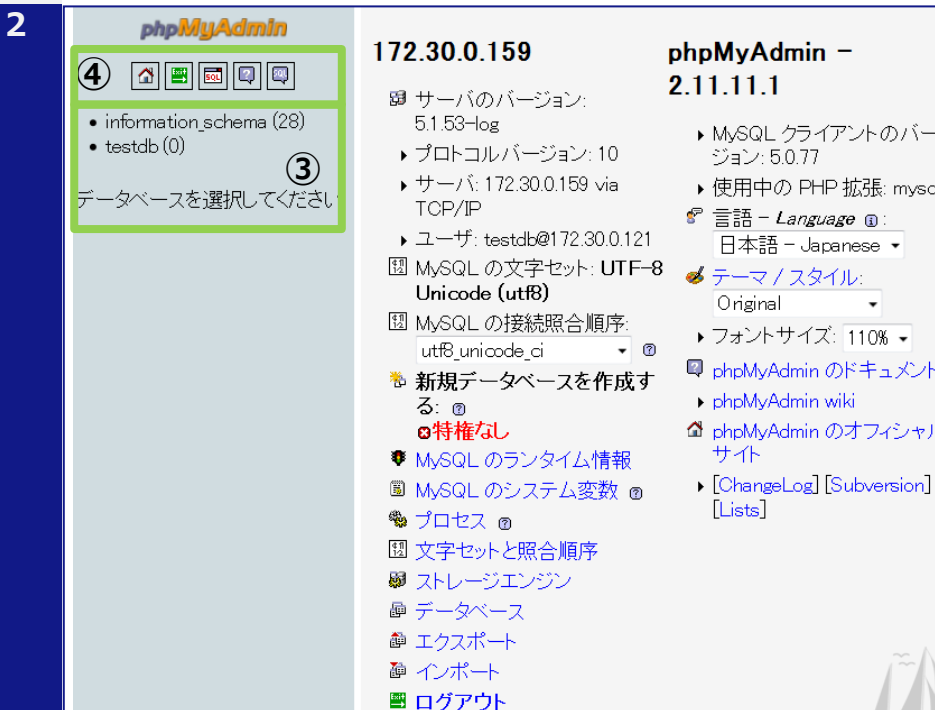 2
phpMyAdmin
④
Exit
SQL
SQL
information_schema (28)
testdb (0)
③
データベースを選択してください
172.30.0.159
サーバのバージョン:
5.1.53-log
プロトコルバージョン: 10
サーバ: 172.30.0.159 via
TCP/IP
ユーザ: testdb@172.30.0.121
MySQL の文字セット: UTF-8
Unicode (utf8)
MySQL の接続照合順序:
utf8_unicode_ci
新規データベースを作成す
る:
特権なし
MySQL のランタイム情報
MySQL のシステム変数
プロセス
文字セットと照合順序
ストレージエンジン
データベース
エクスポート
インポート
ログアウト
phpMyAdmin -
2.11.11.1
MySQL クライアントのバー
ジョン: 5.0.77
使用中の PHP 拡張:
言語 - Language :
日本語 - Japanese
テーマ / スタイル:
Original
フォントサイズ: 110%
phpMyAdmin のドキュメント
phpMyAdmin wiki
phpMyAdmin のオフィシャル
サイト
[ChangeLog] [Subversion]
[Lists]